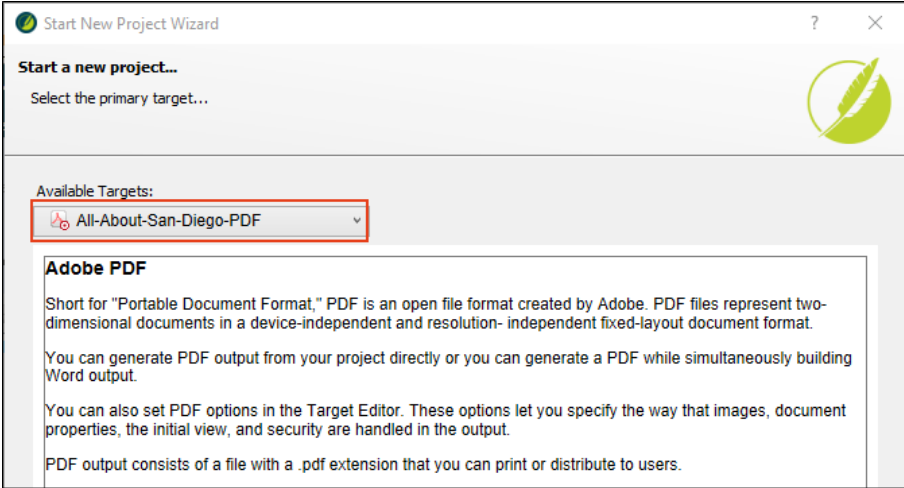 Start New Project Wizard
Start a new project...
Select the primary target...
Available Targets:
All-About-San-Diego-PDF
Adobe PDF
Short for "Portable Document Format," PDF is an open file format created by Adobe. PDF files represent two-
dimensional documents in a device-independent and resolution- independent fixed-layout document format.
You can generate PDF output from your project directly or you can generate a PDF while simultaneously building
Word output.
You can also set PDF options in the Target Editor. These options let you specify the way that images, document
properties, the initial view, and security are handled in the output.
PDF output consists of a file with a .pdf extension that you can print or distribute to users.